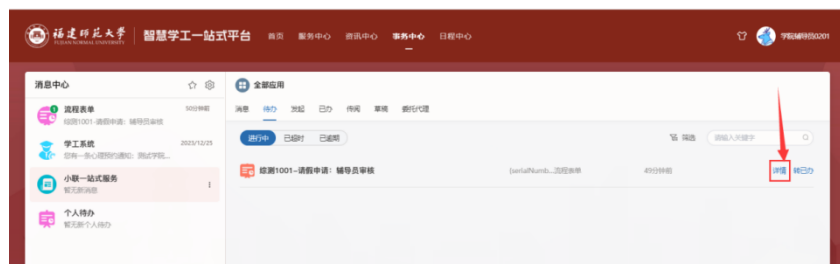 福建师范大学 智慧学工一站式平台 首页 服务中心 资讯中心 事务中心 日程中心 学院辅导员0201
FUJIAN NORMAL UNIVERSITY
消息中心
流程表单 50分钟前
综测1001-请假申请：辅导员审核
学工系统 2025/12/25
您有一条心理预约通知：测试学院...
小联一站式服务
暂无新消息
个人待办
暂无新个人待办
全部应用
消息 待办 发起 已办 传阅 草稿 委托代理
进行中 已超时 已逾期 筛选 请输入关键字
综测1001-请假申请：辅导员审核 {serialNumb...流程表单 49分钟前 详情 转已办